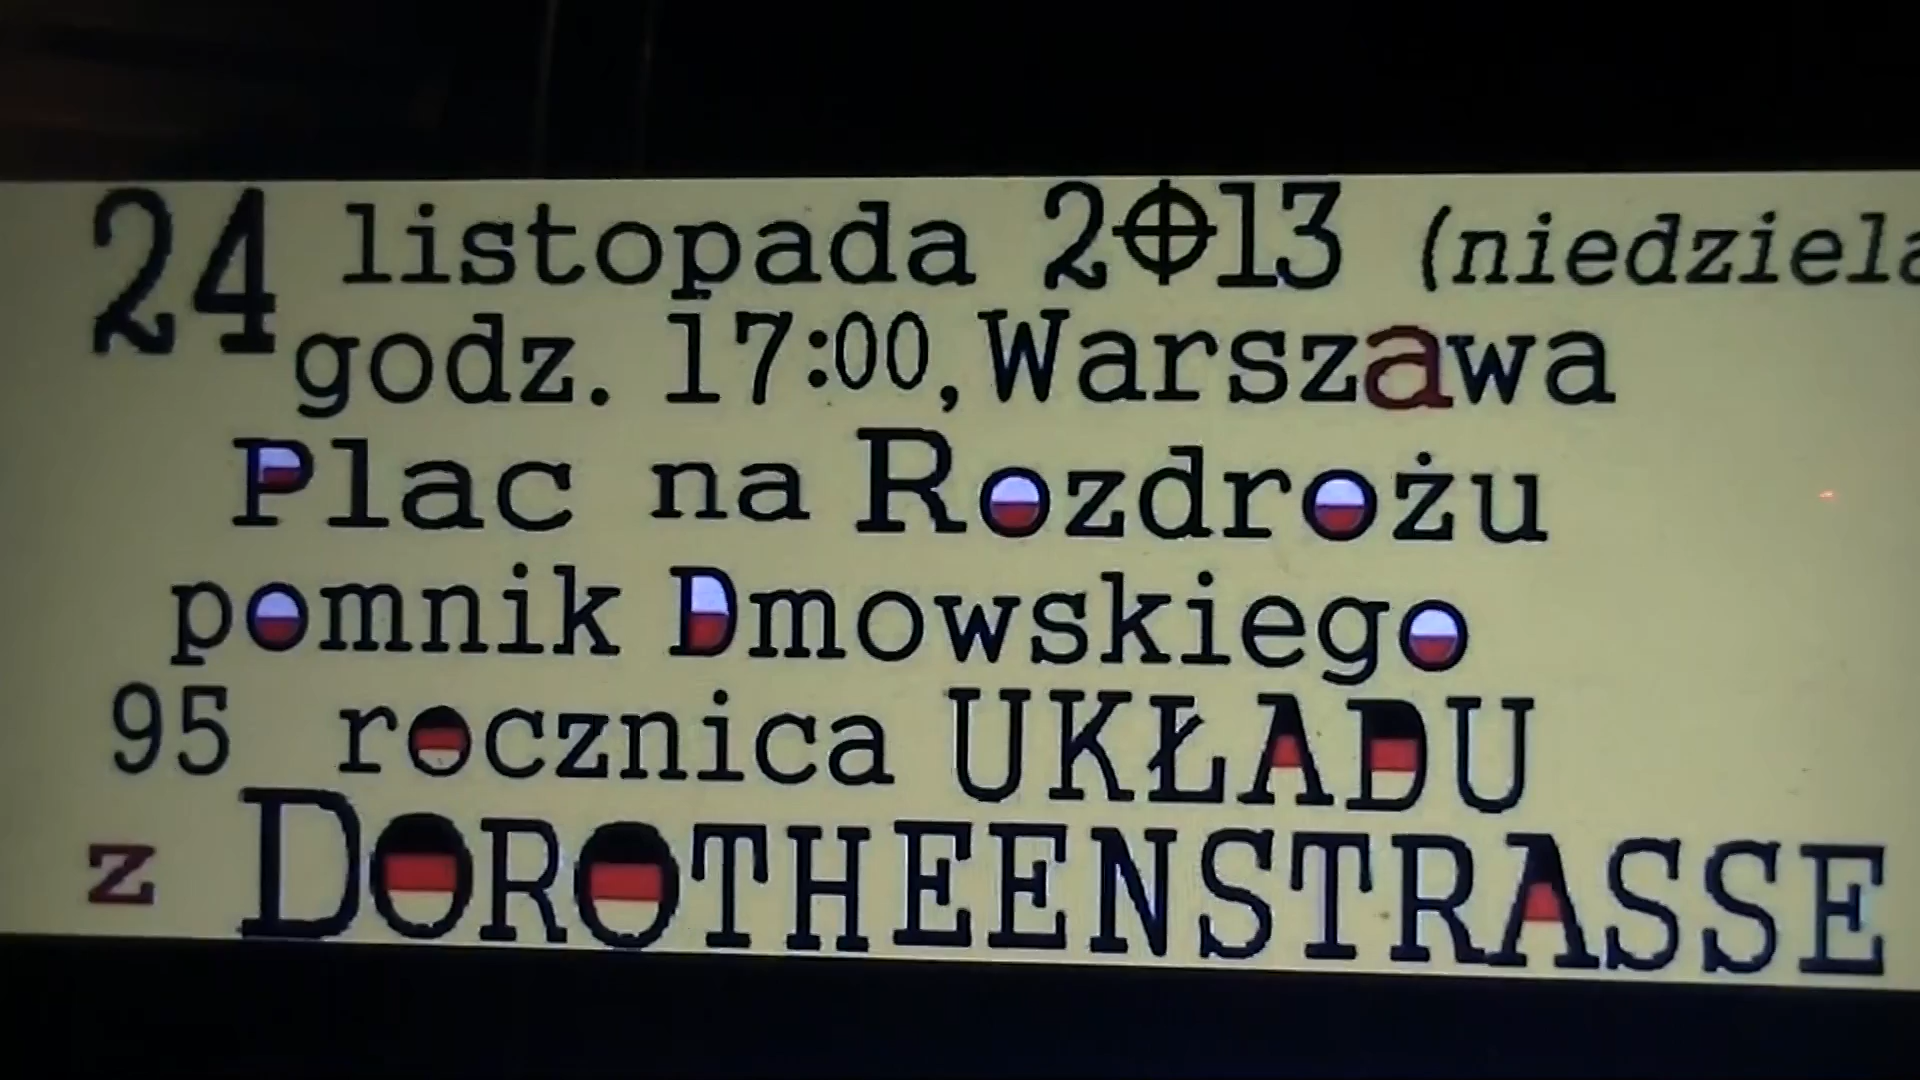 24 listopada 2013 (niedziela
godz. 17:00, Warszawa
Plac na Rozdrożu
pomnik Dmowskiego
95 rocznica UKŁADU
z DOROTHEENSTRASSE